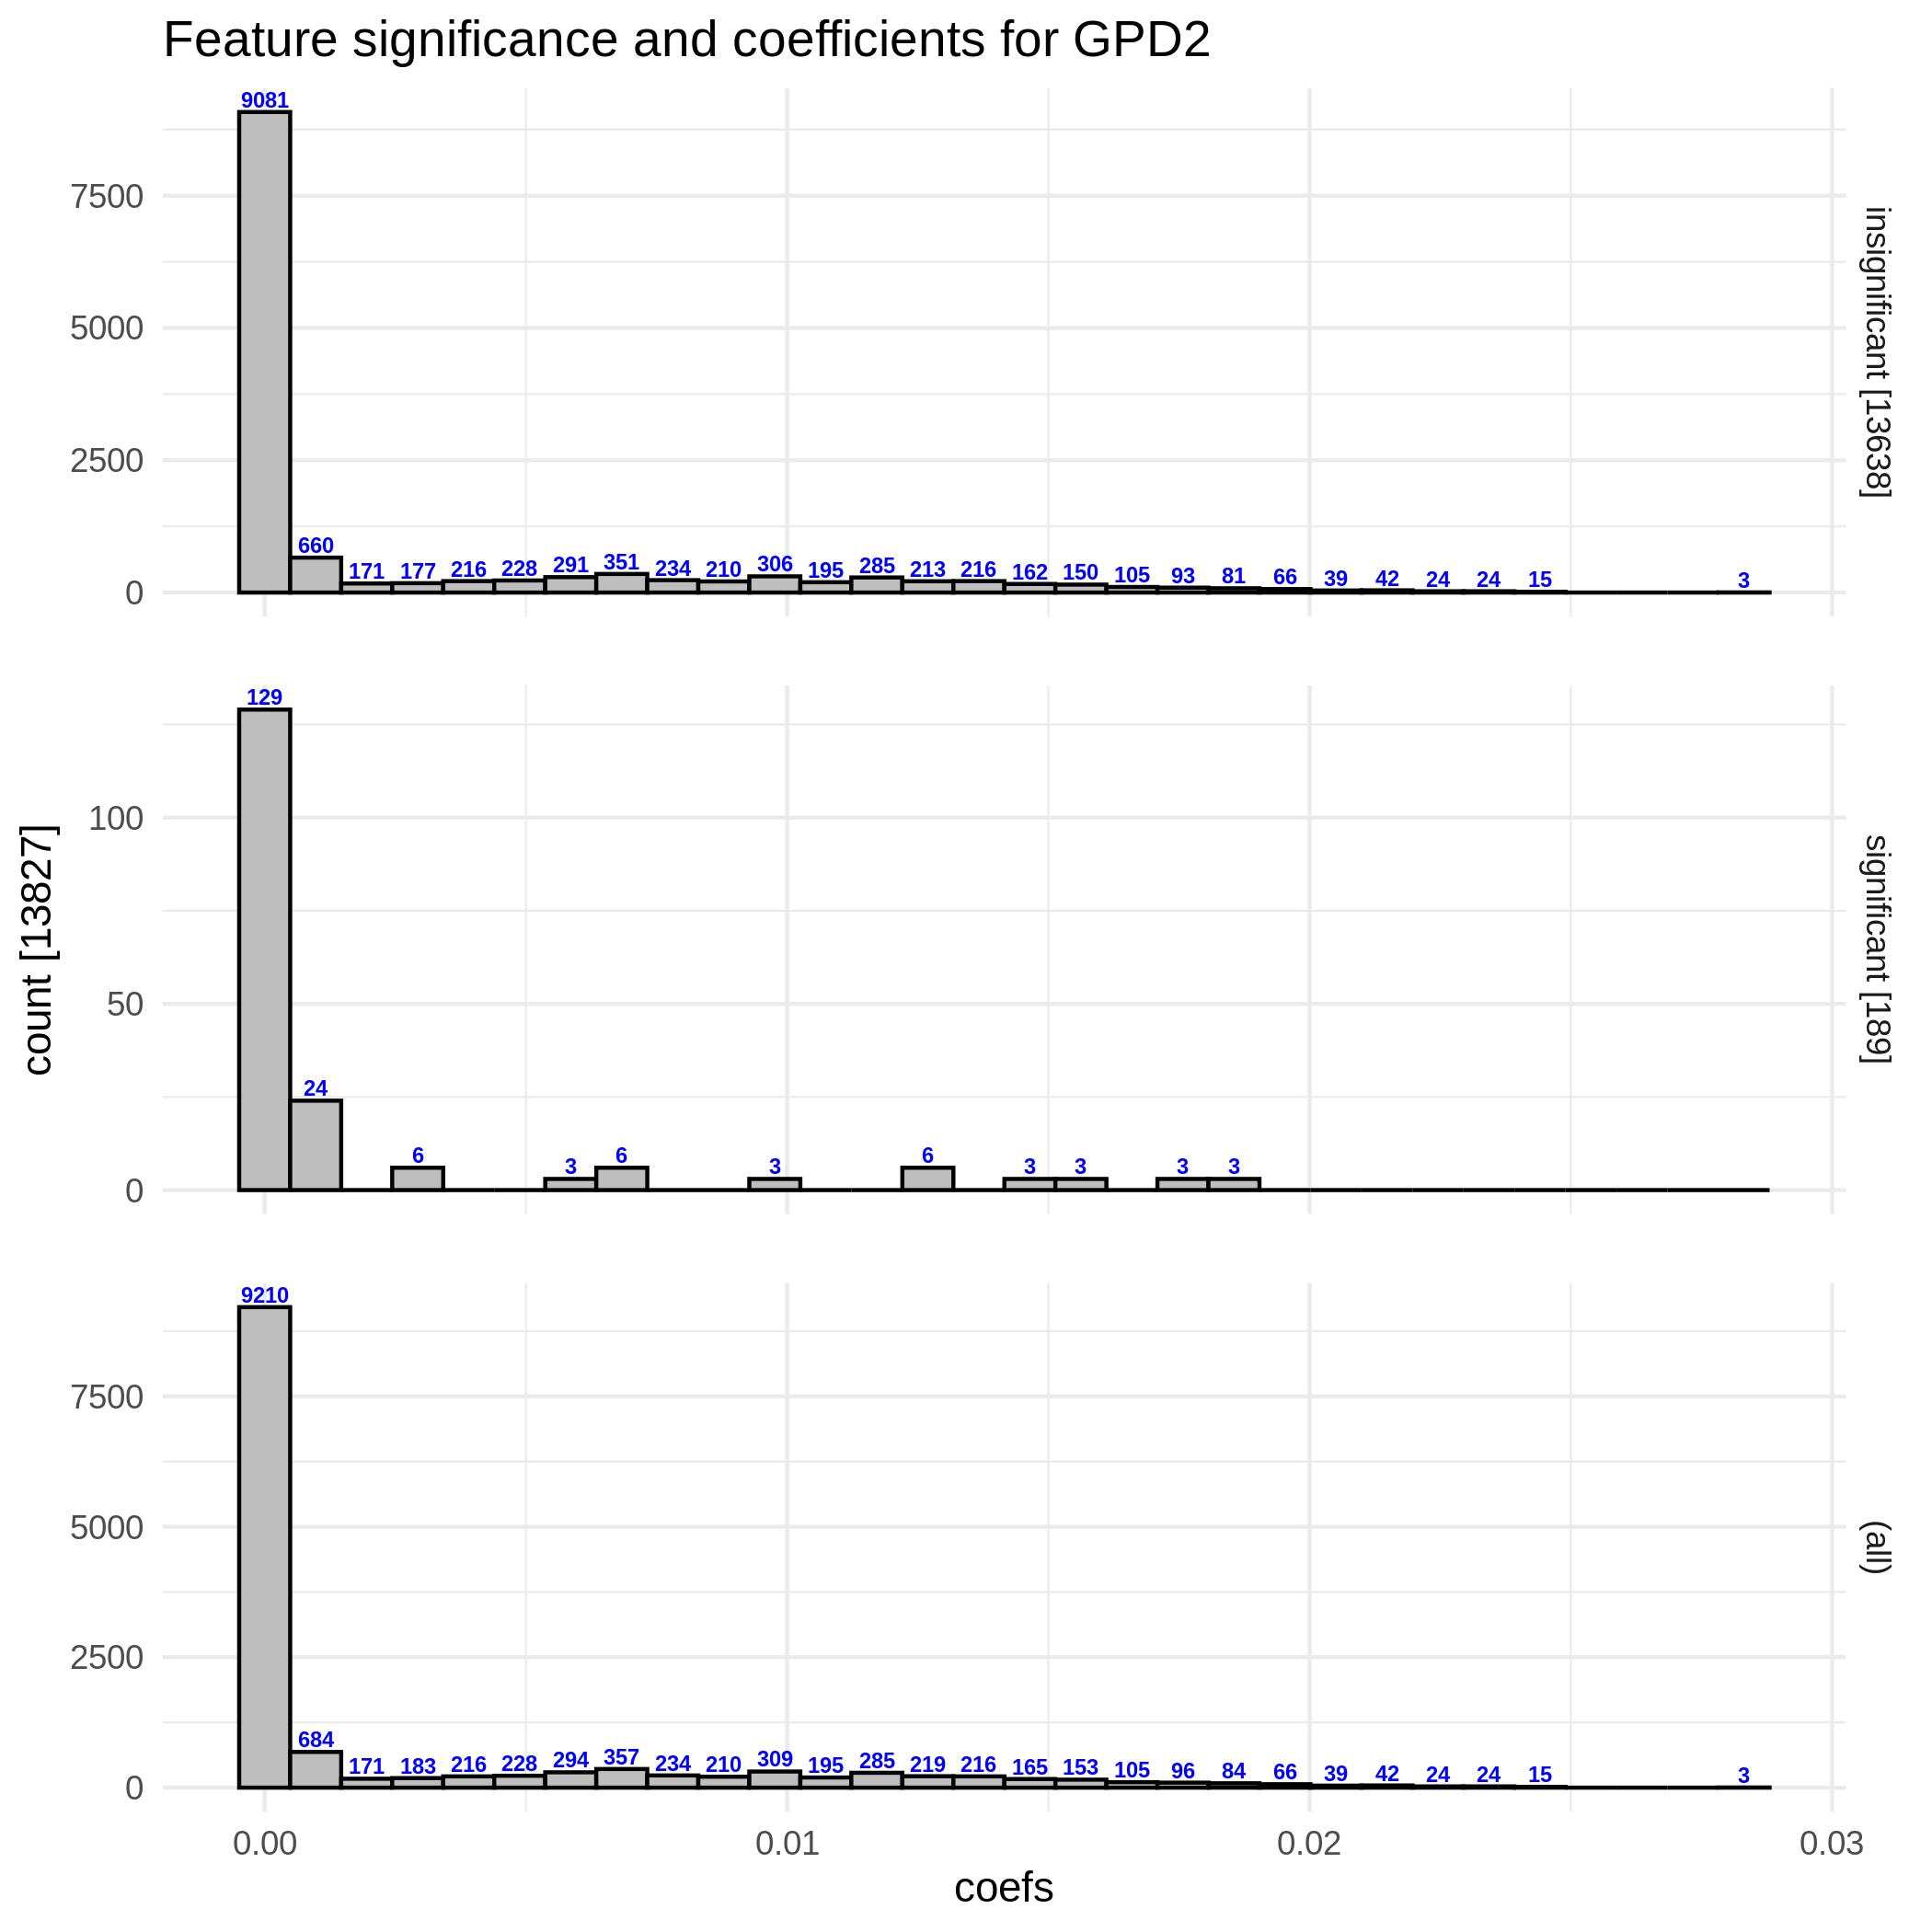 Feature significance and coefficients for GPD2
9081
7500
5000
2500
0
660 171 177 216 228 291 351 234 210 306 195 285 213 216 162 150 105 93 81 66 39 42 24 24 15 3
insignificant [13638]
129
100
50
0
24 6 3 6 3 6 3 3 3 3
significant [189]
count [13827]
9210
7500
5000
2500
0
684 171 183 216 228 294 357 234 210 309 195 285 219 216 165 153 105 96 84 66 39 42 24 24 15 3
(all)
0.00 0.01 0.02 0.03
coefs